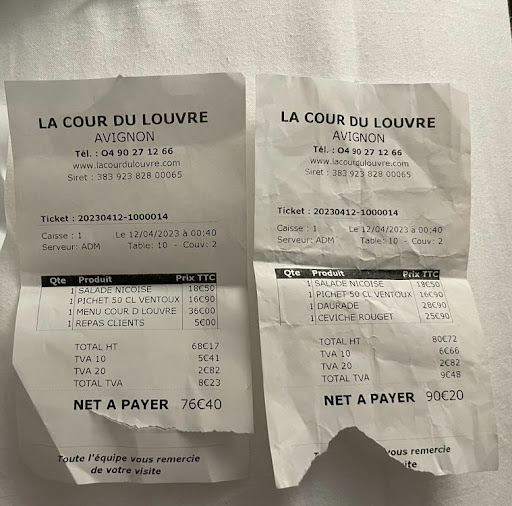 LA COUR DU LOUVRE
AVIGNON
Tél. : 04 90 27 12 66
www.lacourdulouvre.com
Siret : 383 923 828 00065
Ticket : 20230412-1000014
Caisse : 1 Le 12/04/2023 à 00:40
Serveur: ADM Table: 10 - Couv: 2
Qte Produit Prix TTC
1 SALADE NICOISE 18€50
1 PICHET 50 CL VENTOUX 16€90
1 MENU COUR D LOUVRE 36€00
1 REPAS CLIENTS 5€00
TOTAL HT 68€17
TVA 10 5€41
TVA 20 2€82
TOTAL TVA 8€23
NET A PAYER 76€40
Toute l'équipe vous remercie
de votre visite
LA COUR DU LOUVRE
AVIGNON
Tél. : 04 90 27 12 66
www.lacourdulouvre.com
Siret : 383 923 828 00065
Ticket : 20230412-1000014
Caisse : 1 Le 12/04/2023 à 00:40
Serveur: ADM Table: 10 - Couv: 2
Qte Produit Prix TTC
1 SALADE NICOISE 18€50
1 PICHET 50 CL VENTOUX 16€90
1 DAURADE 28€90
1 CEVICHE ROUGET 25€90
TOTAL HT 80€72
TVA 10 6€66
TVA 20 2€82
TOTAL TVA 9€48
NET A PAYER 90€20
vous remercie